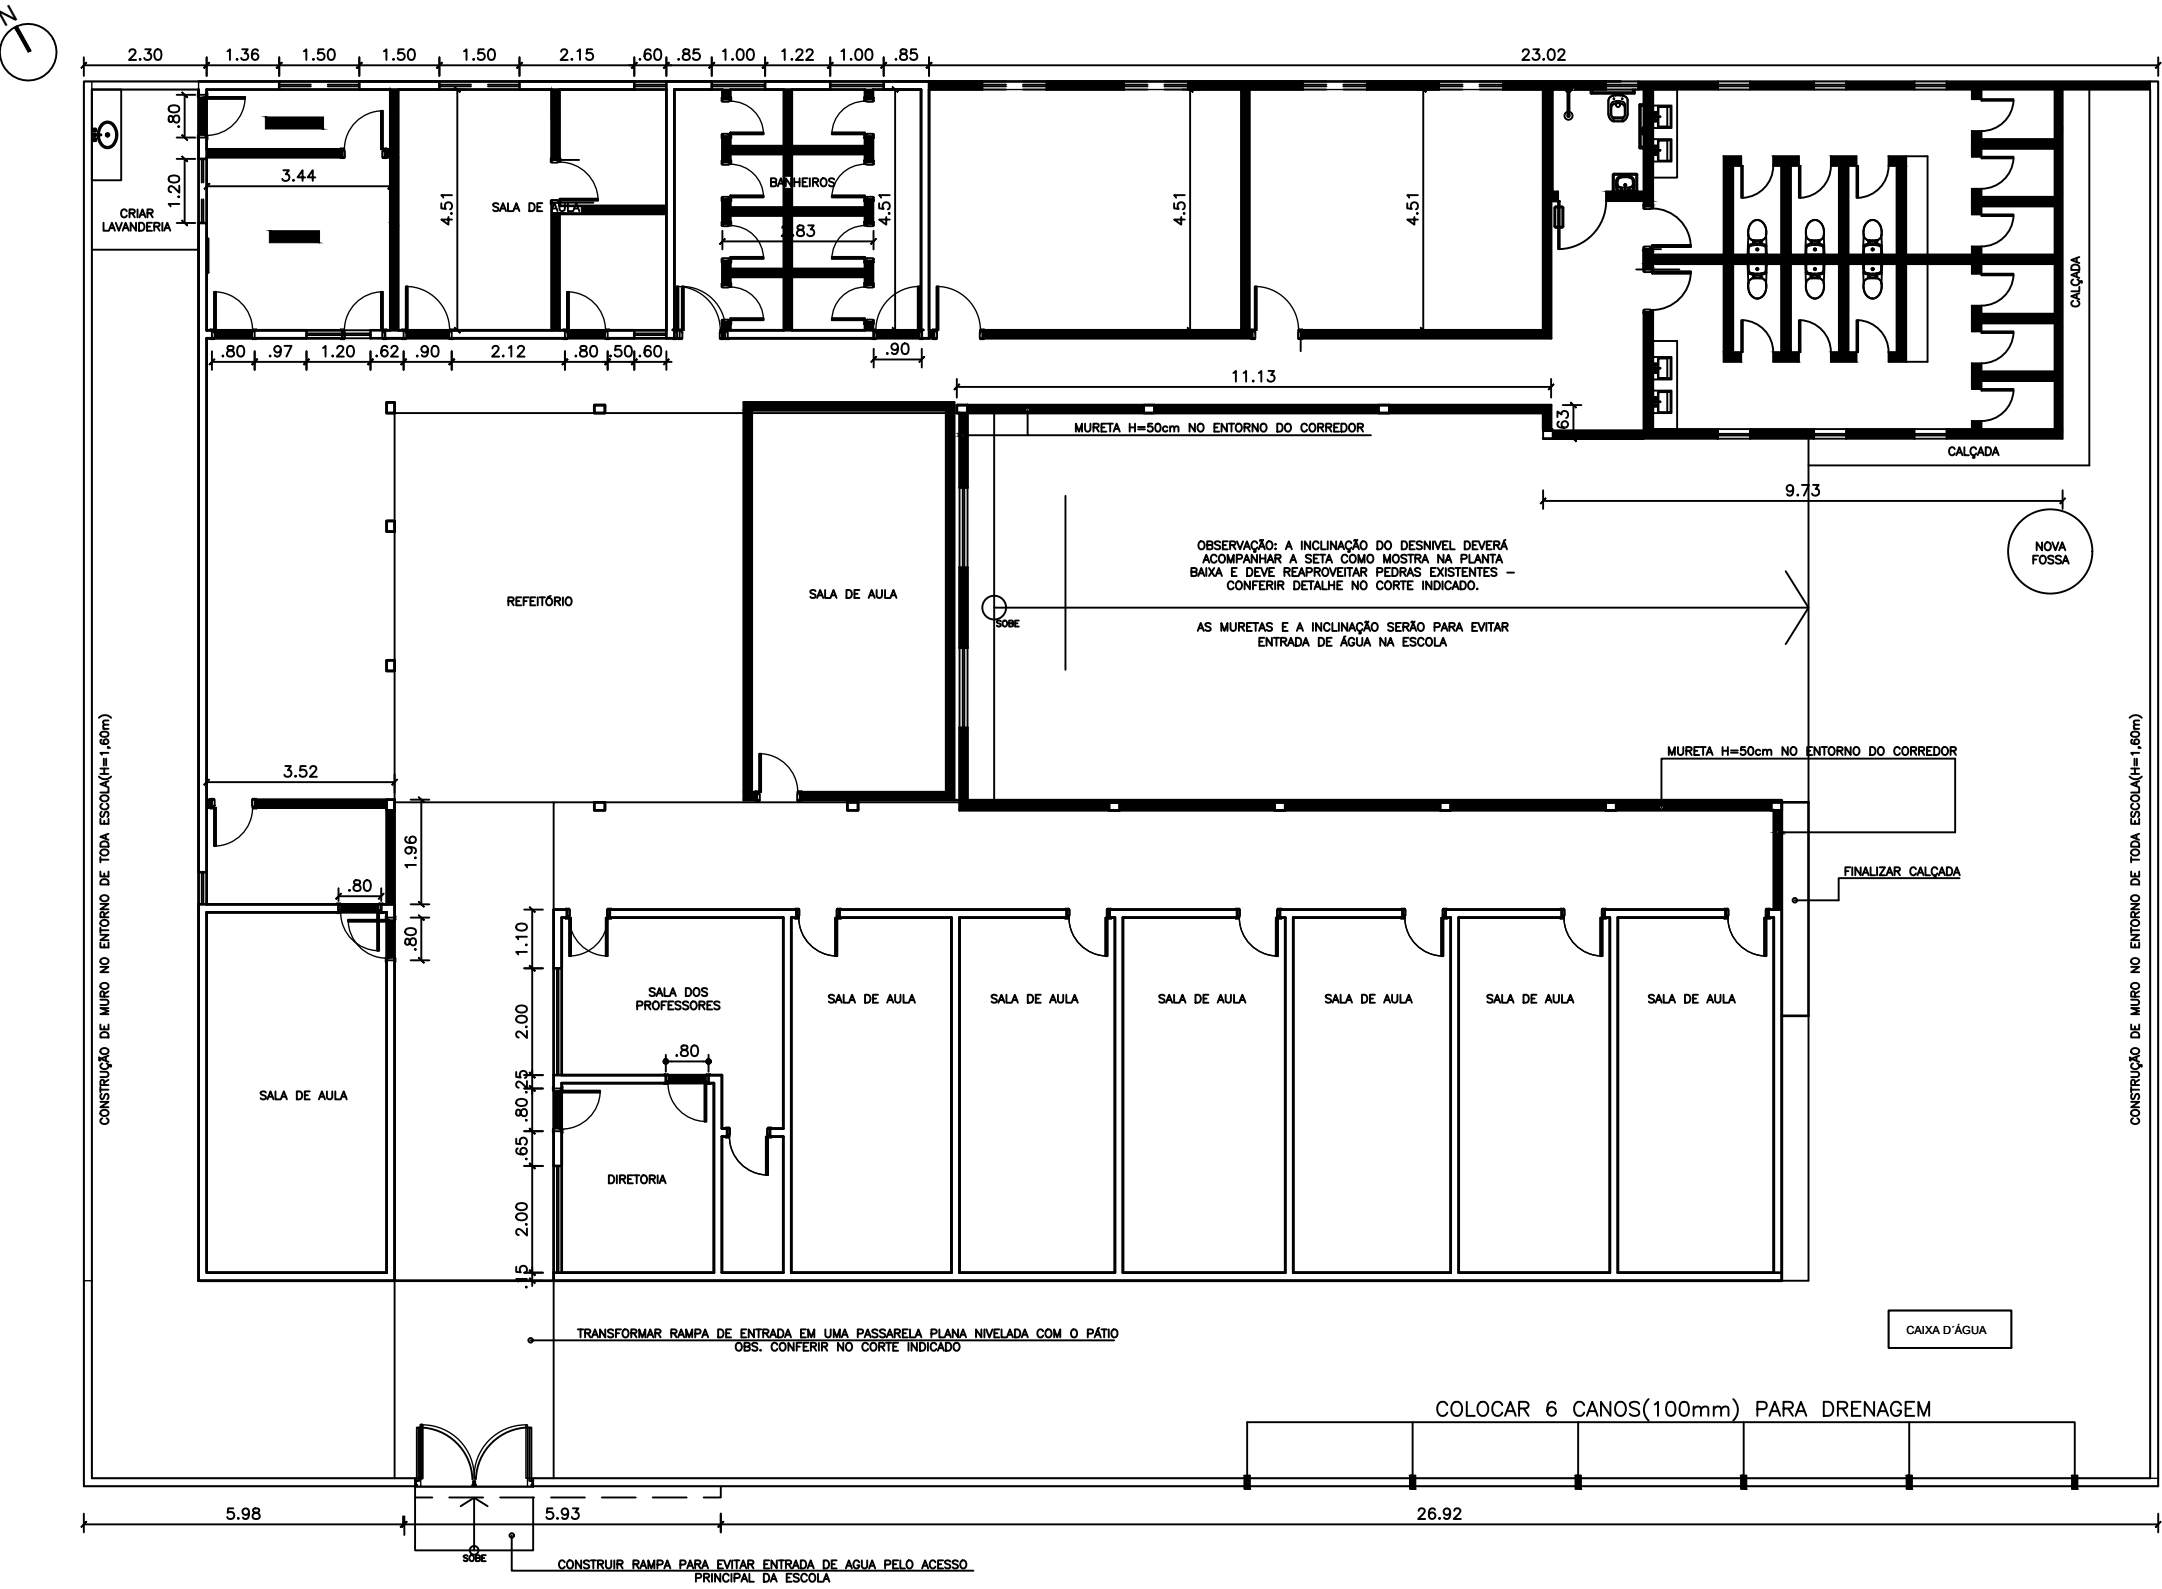 N
2.30
1.36
1.50
1.50
1.50
2.15
.60
.85
1.00
1.22
1.00
.85
23.02
.80
1.20
3.44
4.51
SALA DE AULA
BANHEIROS
2.83
4.51
4.51
4.51
CRIAR
LAVANDERIA
CALÇADA
.80
.97
1.20
.62
.90
2.12
.80
.50
.60
.90
11.13
.63
MURETA H=50cm NO ENTORNO DO CORREDOR
CALÇADA
9.73
NOVA
FOSSA
OBSERVAÇÃO: A INCLINAÇÃO DO DESNIVEL DEVERÁ
ACOMPANHAR A SETA COMO MOSTRA NA PLANTA
BAIXA E DEVE REAPROVEITAR PEDRAS EXISTENTES –
CONFERIR DETALHE NO CORTE INDICADO.
SOBE
AS MURETAS E A INCLINAÇÃO SERÃO PARA EVITAR
ENTRADA DE ÁGUA NA ESCOLA
REFEITÓRIO
SALA DE AULA
CONSTRUÇÃO DE MURO NO ENTORNO DE TODA ESCOLA(H=1,60m)
CONSTRUÇÃO DE MURO NO ENTORNO DE TODA ESCOLA(H=1,60m)
MURETA H=50cm NO ENTORNO DO CORREDOR
3.52
1.96
.80
.80
FINALIZAR CALÇADA
1.10
2.00
.25
.80
.65
2.00
.15
SALA DOS
PROFESSORES
.80
SALA DE AULA
SALA DE AULA
SALA DE AULA
SALA DE AULA
SALA DE AULA
SALA DE AULA
SALA DE AULA
DIRETORIA
TRANSFORMAR RAMPA DE ENTRADA EM UMA PASSARELA PLANA NIVELADA COM O PÁTIO
OBS. CONFERIR NO CORTE INDICADO
CAIXA D´ÁGUA
COLOCAR 6 CANOS(100mm) PARA DRENAGEM
5.98
5.93
26.92
SOBE
CONSTRUIR RAMPA PARA EVITAR ENTRADA DE AGUA PELO ACESSO
PRINCIPAL DA ESCOLA